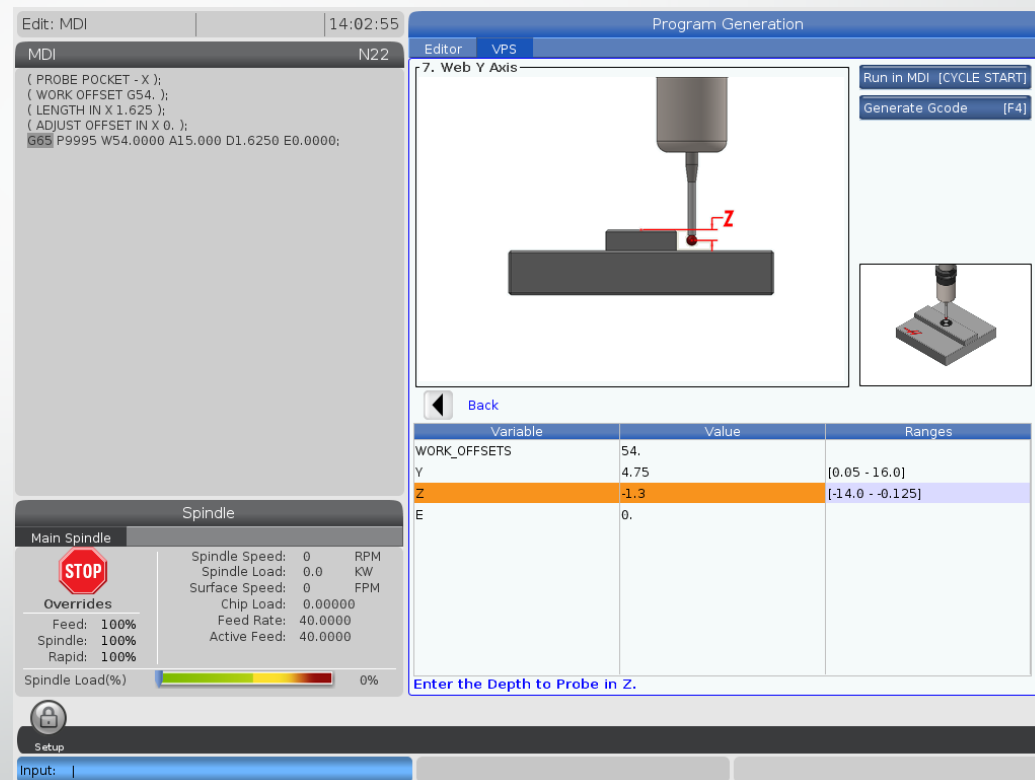 Edit: MDI
14:02:55
MDI
N22
( PROBE POCKET - X );
( WORK OFFSET G54. );
( LENGTH IN X 1.625 );
( ADJUST OFFSET IN X 0. );
G65 P9995 W54.0000 A15.000 D1.6250 E0.0000;
Spindle
Main Spindle
STOP
Overrides
Feed: 100%
Spindle: 100%
Rapid: 100%
Spindle Speed: 0 RPM
Spindle Load: 0.0 KW
Surface Speed: 0 FPM
Chip Load: 0.00000
Feed Rate: 40.0000
Active Feed: 40.0000
Spindle Load(%)
0%
Program Generation
Editor
VPS
7. Web Y Axis
Z
Run in MDI [CYCLE START]
Generate Gcode [F4]
Back
Variable Value Ranges
WORK_OFFSETS 54.
Y 4.75 [0.05 - 16.0]
Z -1.3 [-14.0 - -0.125]
E 0.
Enter the Depth to Probe in Z.
Setup
Input: